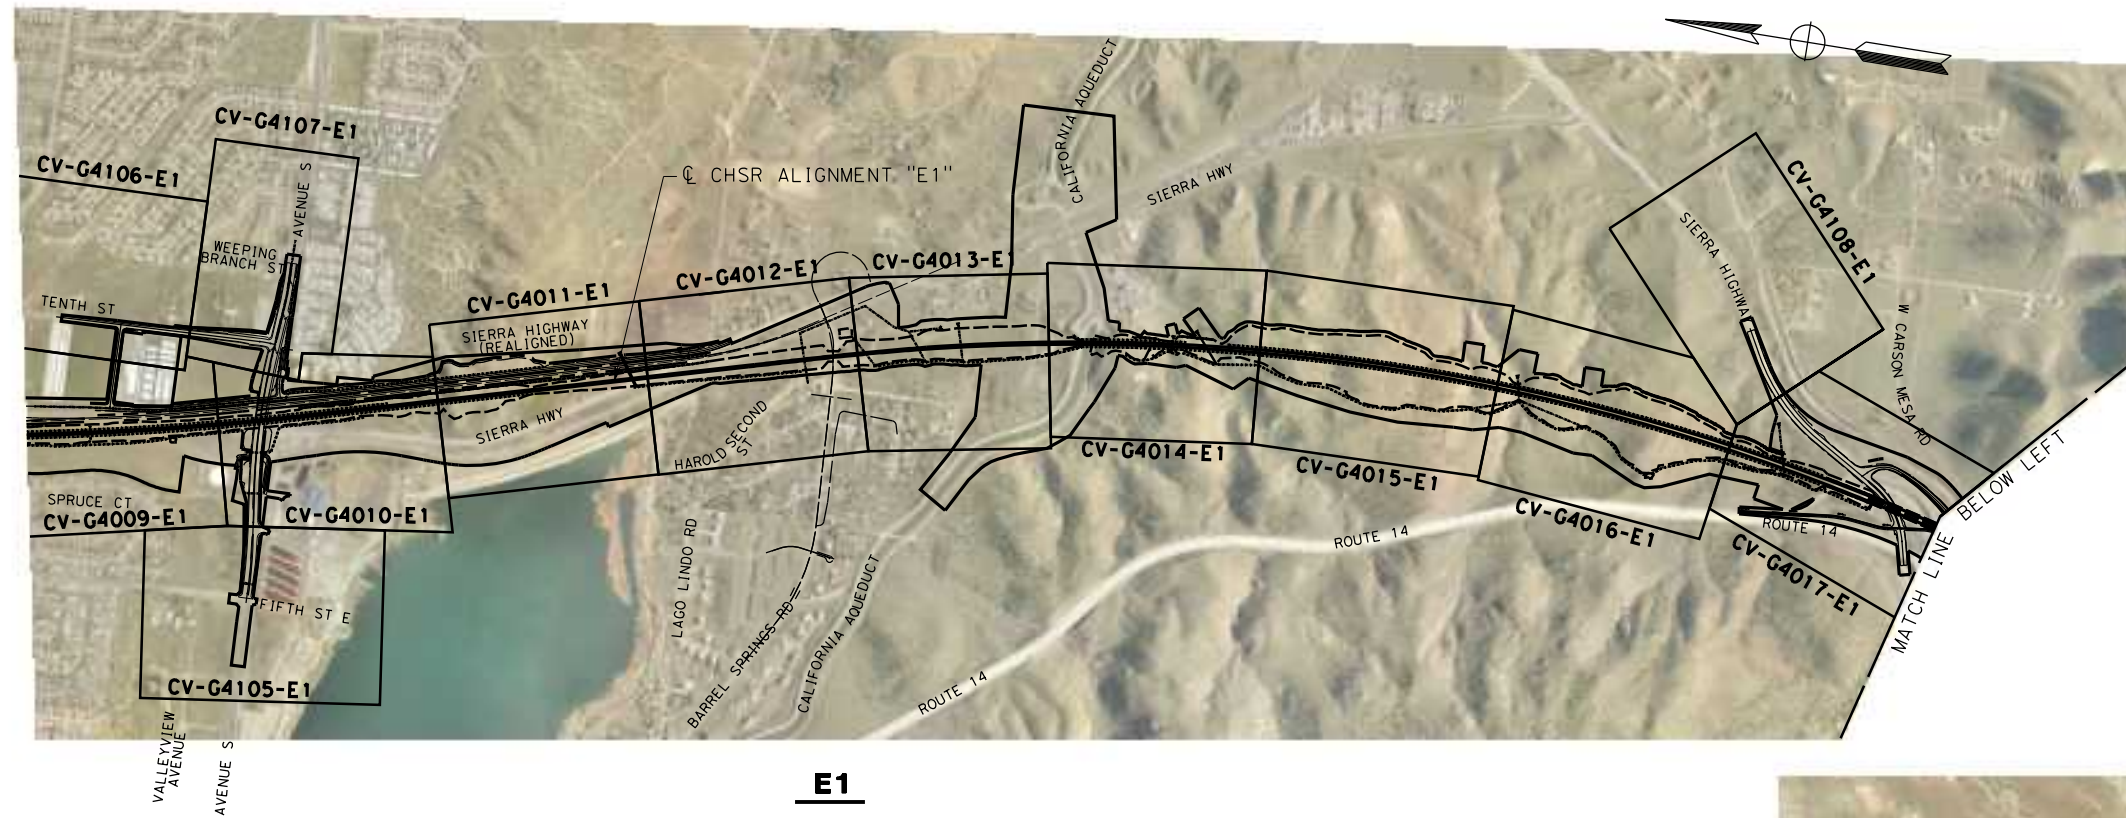 CV-G4106-E1
CV-G4107-E1
AVENUE S
WEEPING
BRANCH ST
TENTH ST
CV-G4011-E1
SIERRA HIGHWAY
(REALIGNED)
CV-G4012-E1
CV-G4013-E1
℄ CHSR ALIGNMENT "E1"
CALIFORNIA AQUEDUCT
CALIFORNIA AQUEDUCT
SIERRA HWY
CV-G4108-E1
SIERRA HIGHWAY
W CARSON MESA RD
SIERRA HWY
HAROLD SECOND
ST
SPRUCE CT
CV-G4009-E1
CV-G4010-E1
CV-G4014-E1
CV-G4015-E1
CV-G4016-E1
CV-G4017-E1
ROUTE 14
ROUTE 14
ROUTE 14
MATCH LINE
BELOW LEFT
LAGO LINDO RD
BARREL SPRINGS RD
CALIFORNIA AQUEDUCT
FIFTH ST E
CV-G4105-E1
VALLEYVIEW
AVENUE
AVENUE S
E1